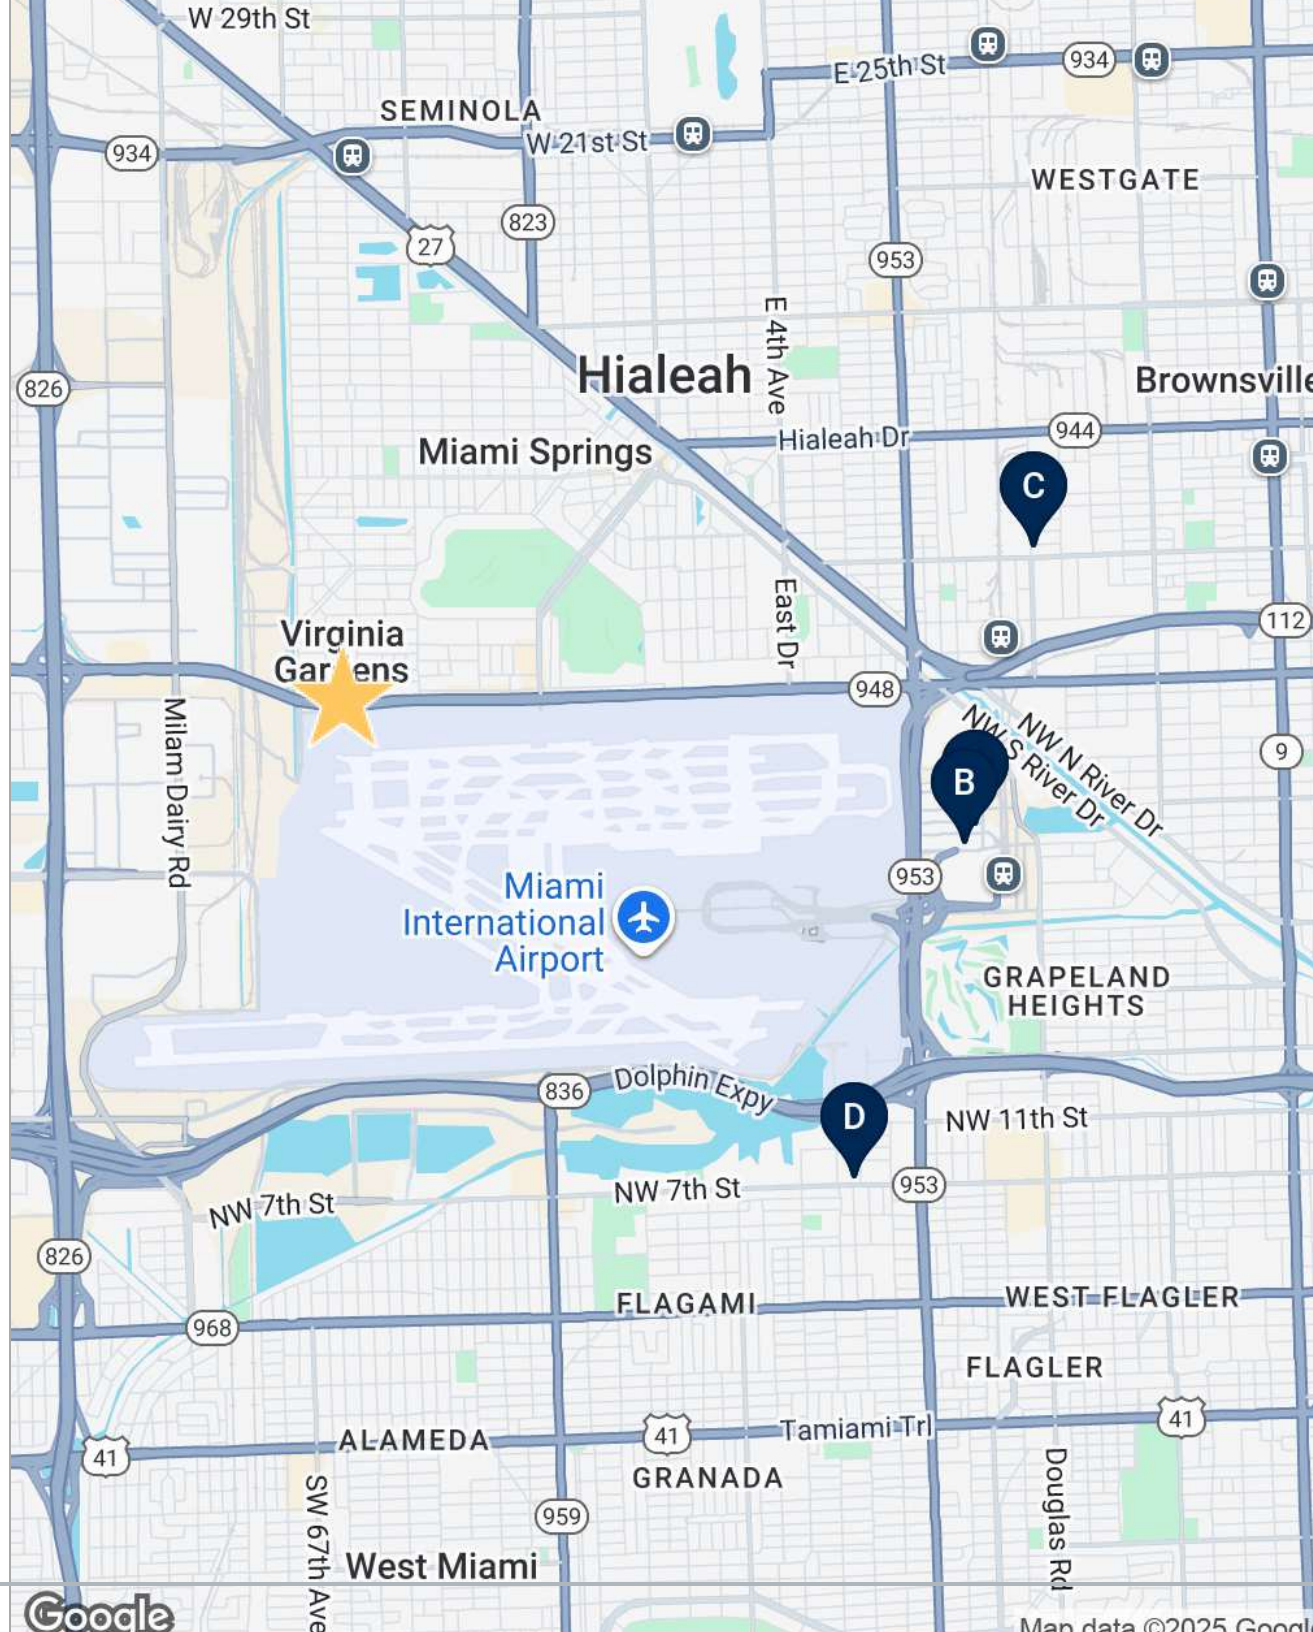 W 29th St
E 25th St
934
SEMINOLA
W 21st St
934
WESTGATE
823
27
953
E 4th Ave
Hialeah
826
Brownsville
944
Hialeah Dr
Miami Springs
C
East Dr
112
Virginia
Gardens
948
Milam Dairy Rd
NW S River Dr
NW N River Dr
9
B
953
Miami
International
Airport
GRAPELAND
HEIGHTS
836
Dolphin Expy
D
NW 11th St
NW 7th St
953
NW 7th St
826
FLAGAMI
WEST FLAGLER
968
FLAGLER
41
Tamiami Trl
41
ALAMEDA
41
GRANADA
SW 67th Ave
Douglas Rd
959
West Miami
Google
Map data ©2025 Googl